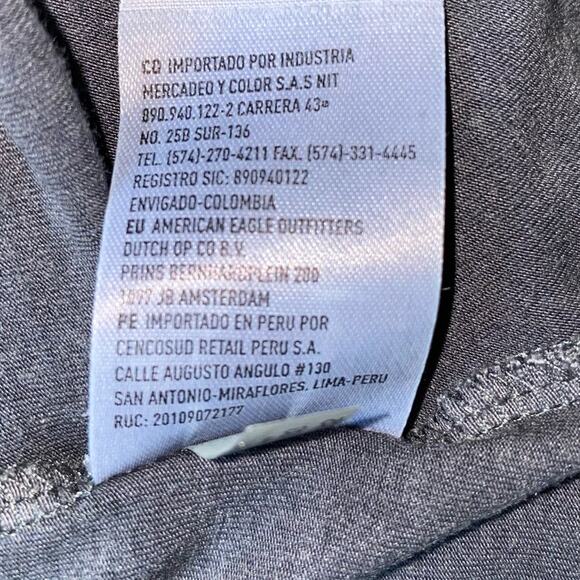 CO IMPORTADO POR INDUSTRIA
MERCADEO Y COLOR S.A.S NIT
890.940.122-2 CARRERA 43ª
NO. 25B SUR-136
TEL. (574)-270-4211 FAX. (574)-331-4445
REGISTRO SIC: 890940122
ENVIGADO-COLOMBIA
EU AMERICAN EAGLE OUTFITTERS
DUTCH OP CO B.V.
PRINS BERNHARDPLEIN 200
1097 JB AMSTERDAM
PE IMPORTADO EN PERU POR
CENCOSUD RETAIL PERU S.A.
CALLE AUGUSTO ANGULO #130
SAN ANTONIO-MIRAFLORES, LIMA-PERU
RUC: 20109072177